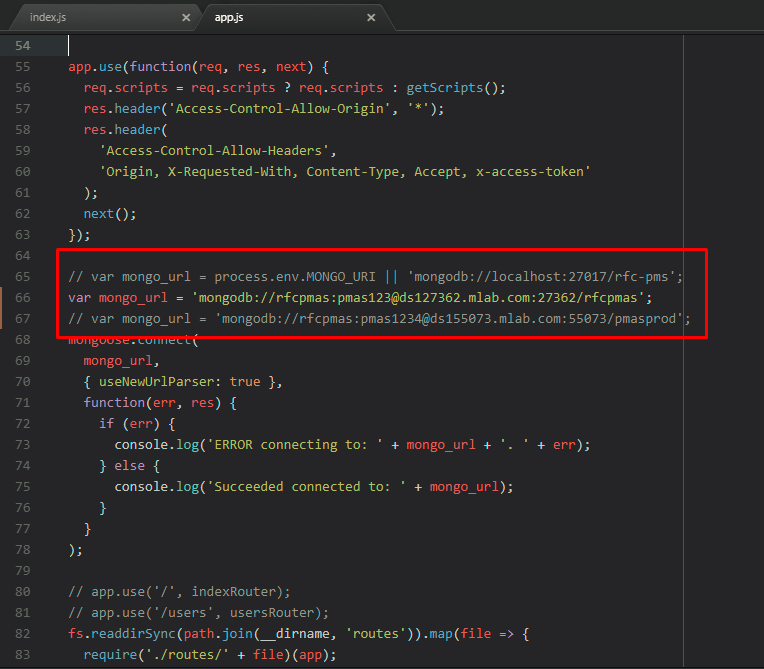 index.js × app.js ×
54
55 app.use(function(req, res, next) {
56 req.scripts = req.scripts ? req.scripts : getScripts();
57 res.header('Access-Control-Allow-Origin', '*');
58 res.header(
59 'Access-Control-Allow-Headers',
60 'Origin, X-Requested-With, Content-Type, Accept, x-access-token'
61 );
62 next();
63 });
64
65 // var mongo_url = process.env.MONGO_URI || 'mongodb://localhost:27017/rfc-pms';
66 var mongo_url = 'mongodb://rfcpmas:pmas123@ds127362.mlab.com:27362/rfcpmas';
67 // var mongo_url = 'mongodb://rfcpmas:pmas1234@ds155073.mlab.com:55073/pmasprod';
68 mongoose.connect(
69 mongo_url,
70 { useNewUrlParser: true },
71 function(err, res) {
72 if (err) {
73 console.log('ERROR connecting to: ' + mongo_url + '. ' + err);
74 } else {
75 console.log('Succeeded connected to: ' + mongo_url);
76 }
77 }
78 );
79
80 // app.use('/', indexRouter);
81 // app.use('/users', usersRouter);
82 fs.readdirSync(path.join(__dirname, 'routes')).map(file => {
83 require('./routes/' + file)(app);